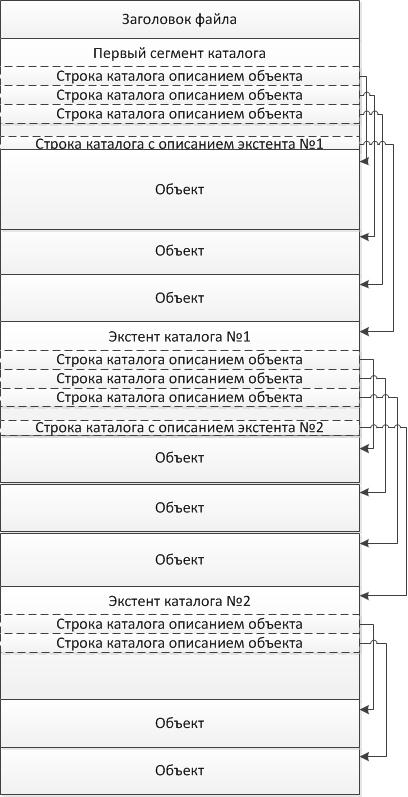 Заголовок файла
Первый сегмент каталога
Строка каталога описанием объекта
Строка каталога описанием объекта
Строка каталога описанием объекта
Строка каталога с описанием экстента №1
Объект
Объект
Объект
Экстент каталога №1
Строка каталога описанием объекта
Строка каталога описанием объекта
Строка каталога описанием объекта
Строка каталога с описанием экстента №2
Объект
Объект
Объект
Экстент каталога №2
Строка каталога описанием объекта
Строка каталога описанием объекта
Объект
Объект